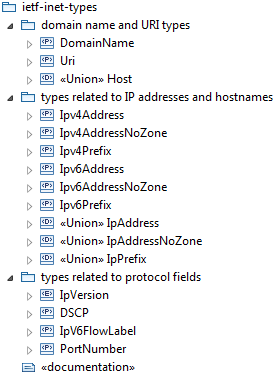 ietf-inet-types
domain name and URI types
<P> DomainName
<P> Uri
<D> «Union» Host
types related to IP addresses and hostnames
<P> Ipv4Address
<P> Ipv4AddressNoZone
<P> Ipv4Prefix
<P> Ipv6Address
<P> Ipv6AddressNoZone
<P> Ipv6Prefix
<D> «Union» IpAddress
<D> «Union» IpAddressNoZone
<D> «Union» IpPrefix
types related to protocol fields
<E> IpVersion
<P> DSCP
<P> IpV6FlowLabel
<P> PortNumber
«documentation»